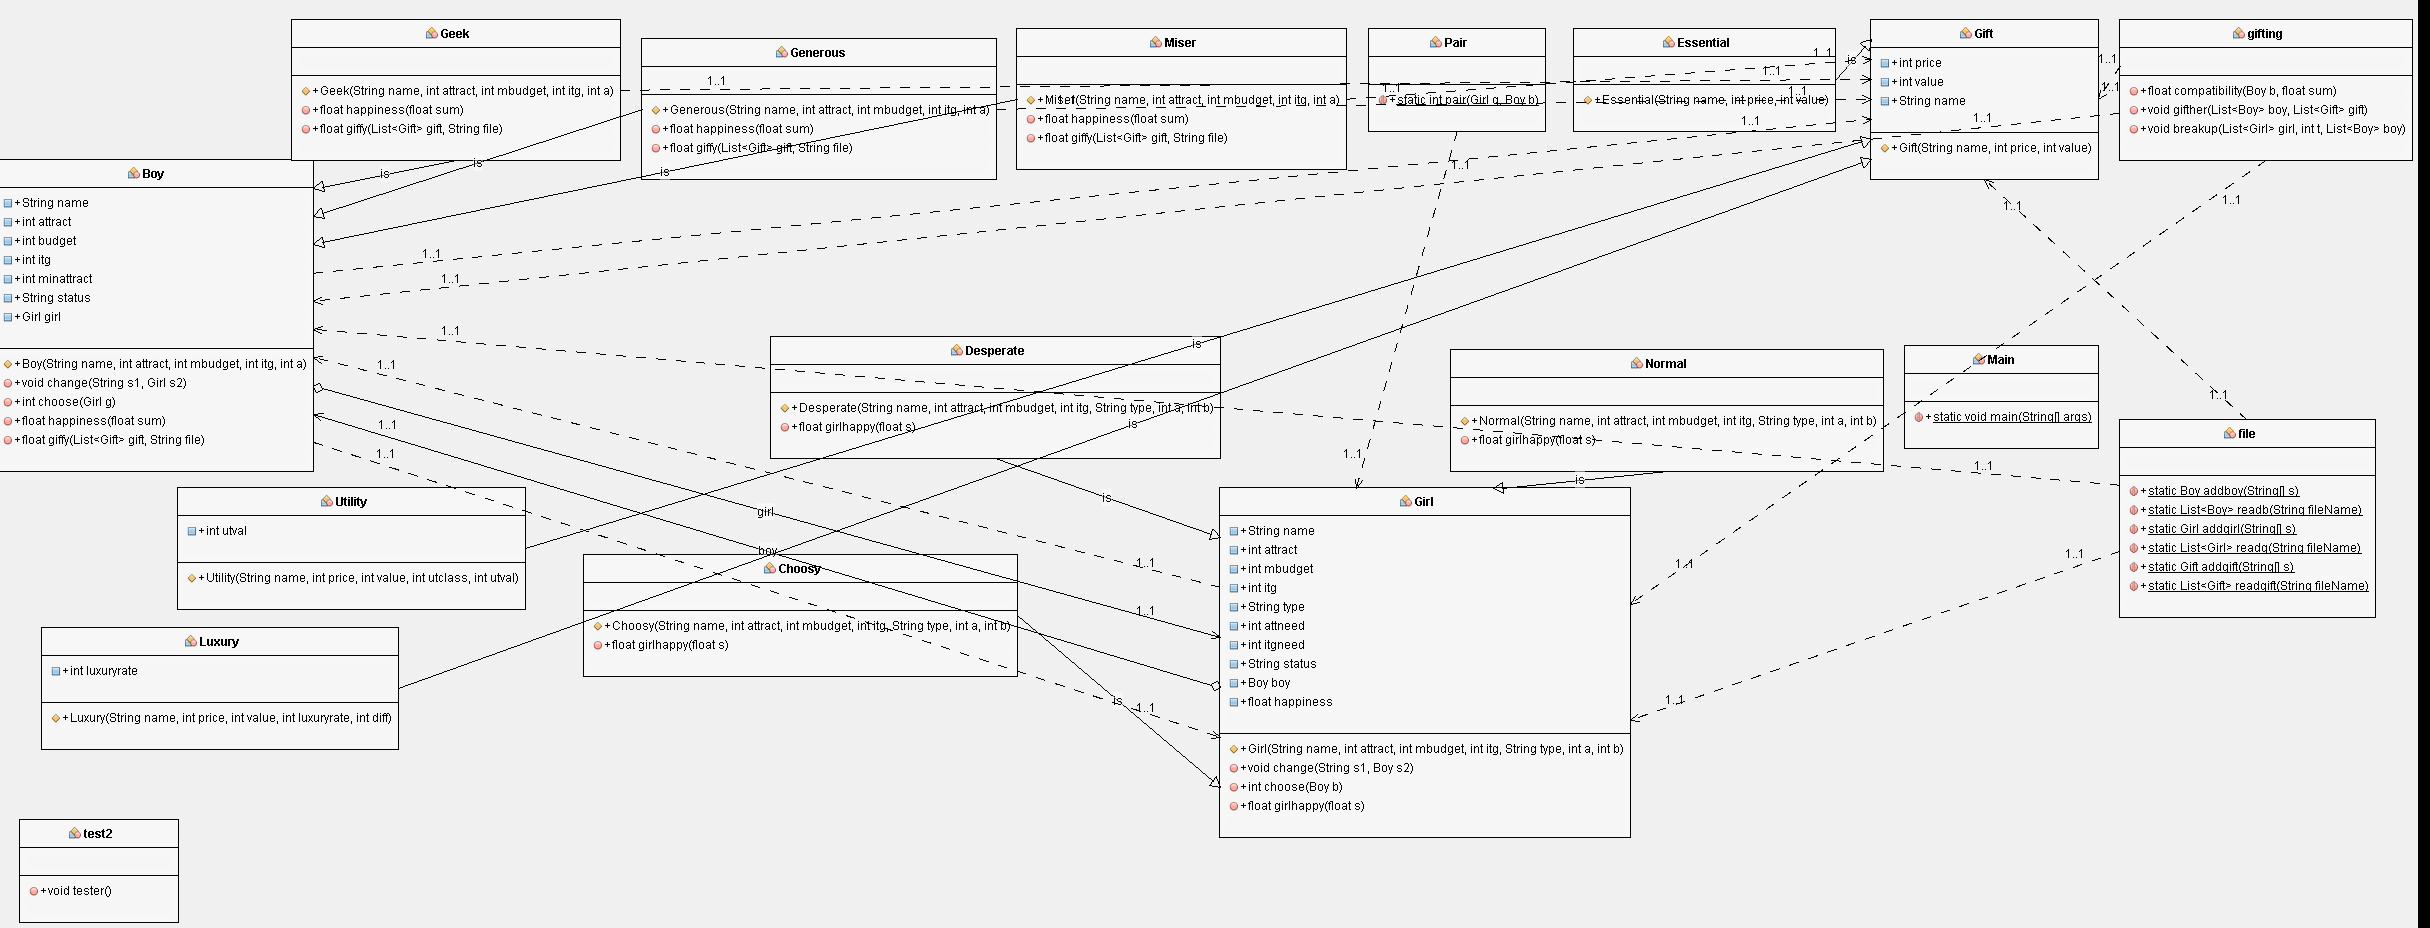 Geek
+Geek(String name, int attract, int mbudget, int itg, int a)
+float happiness(float sum)
+float giffy(List<Gift> gift, String file)
Generous
+Generous(String name, int attract, int mbudget, int itg, int a)
+float happiness(float sum)
+float giffy(List<Gift> gift, String file)
Miser
+Miser(String name, int attract, int mbudget, int itg, int a)
+float happiness(float sum)
+float giffy(List<Gift> gift, String file)
Pair
+static int pair(Girl g, Boy b)
Essential
+Essential(String name, int price, int value)
Gift
+int price
+int value
+String name
+Gift(String name, int price, int value)
gifting
+float compatibility(Boy b, float sum)
+void gifther(List<Boy> boy, List<Gift> gift)
+void breakup(List<Girl> girl, int t, List<Boy> boy)
1..1
1..1
1..1
1..1
1..1
1..1
1..1
1..1
1..1
1..1
1..1
is
is
is
is
Boy
+String name
+int attract
+int budget
+int itg
+int minattract
+String status
+Girl girl
+Boy(String name, int attract, int mbudget, int itg, int a)
+void change(String s1, Girl s2)
+int choose(Girl g)
+float happiness(float sum)
+float giffy(List<Gift> gift, String file)
1..1
1..1
1..1
1..1
1..1
1..1
1..1
1..1
Desperate
+Desperate(String name, int attract, int mbudget, int itg, String type, int a, int b)
+float girlhappy(float s)
is
is
Normal
+Normal(String name, int attract, int mbudget, int itg, String type, int a, int b)
+float girlhappy(float s)
Main
+static void main(String[] args)
1..1
file
+static Boy addboy(String[] s)
+static List<Boy> readb(String fileName)
+static Girl addgirl(String[] s)
+static List<Girl> readg(String fileName)
+static Gift addgift(String[] s)
+static List<Gift> readgift(String fileName)
1..1
1..1
is
is
Utility
+int utval
+Utility(String name, int price, int value, int utclass, int utval)
girl
boy
Girl
+String name
+int attract
+int mbudget
+int itg
+String type
+int attneed
+int itgneed
+String status
+Boy boy
+float happiness
+Girl(String name, int attract, int mbudget, int itg, String type, int a, int b)
+void change(String s1, Boy s2)
+int choose(Boy b)
+float girlhappy(float s)
1..1
1..1
1..1
1..1
1..1
1..1
Choosy
+Choosy(String name, int attract, int mbudget, int itg, String type, int a, int b)
+float girlhappy(float s)
is
Luxury
+int luxuryrate
+Luxury(String name, int price, int value, int luxuryrate, int diff)
test2
+void tester()